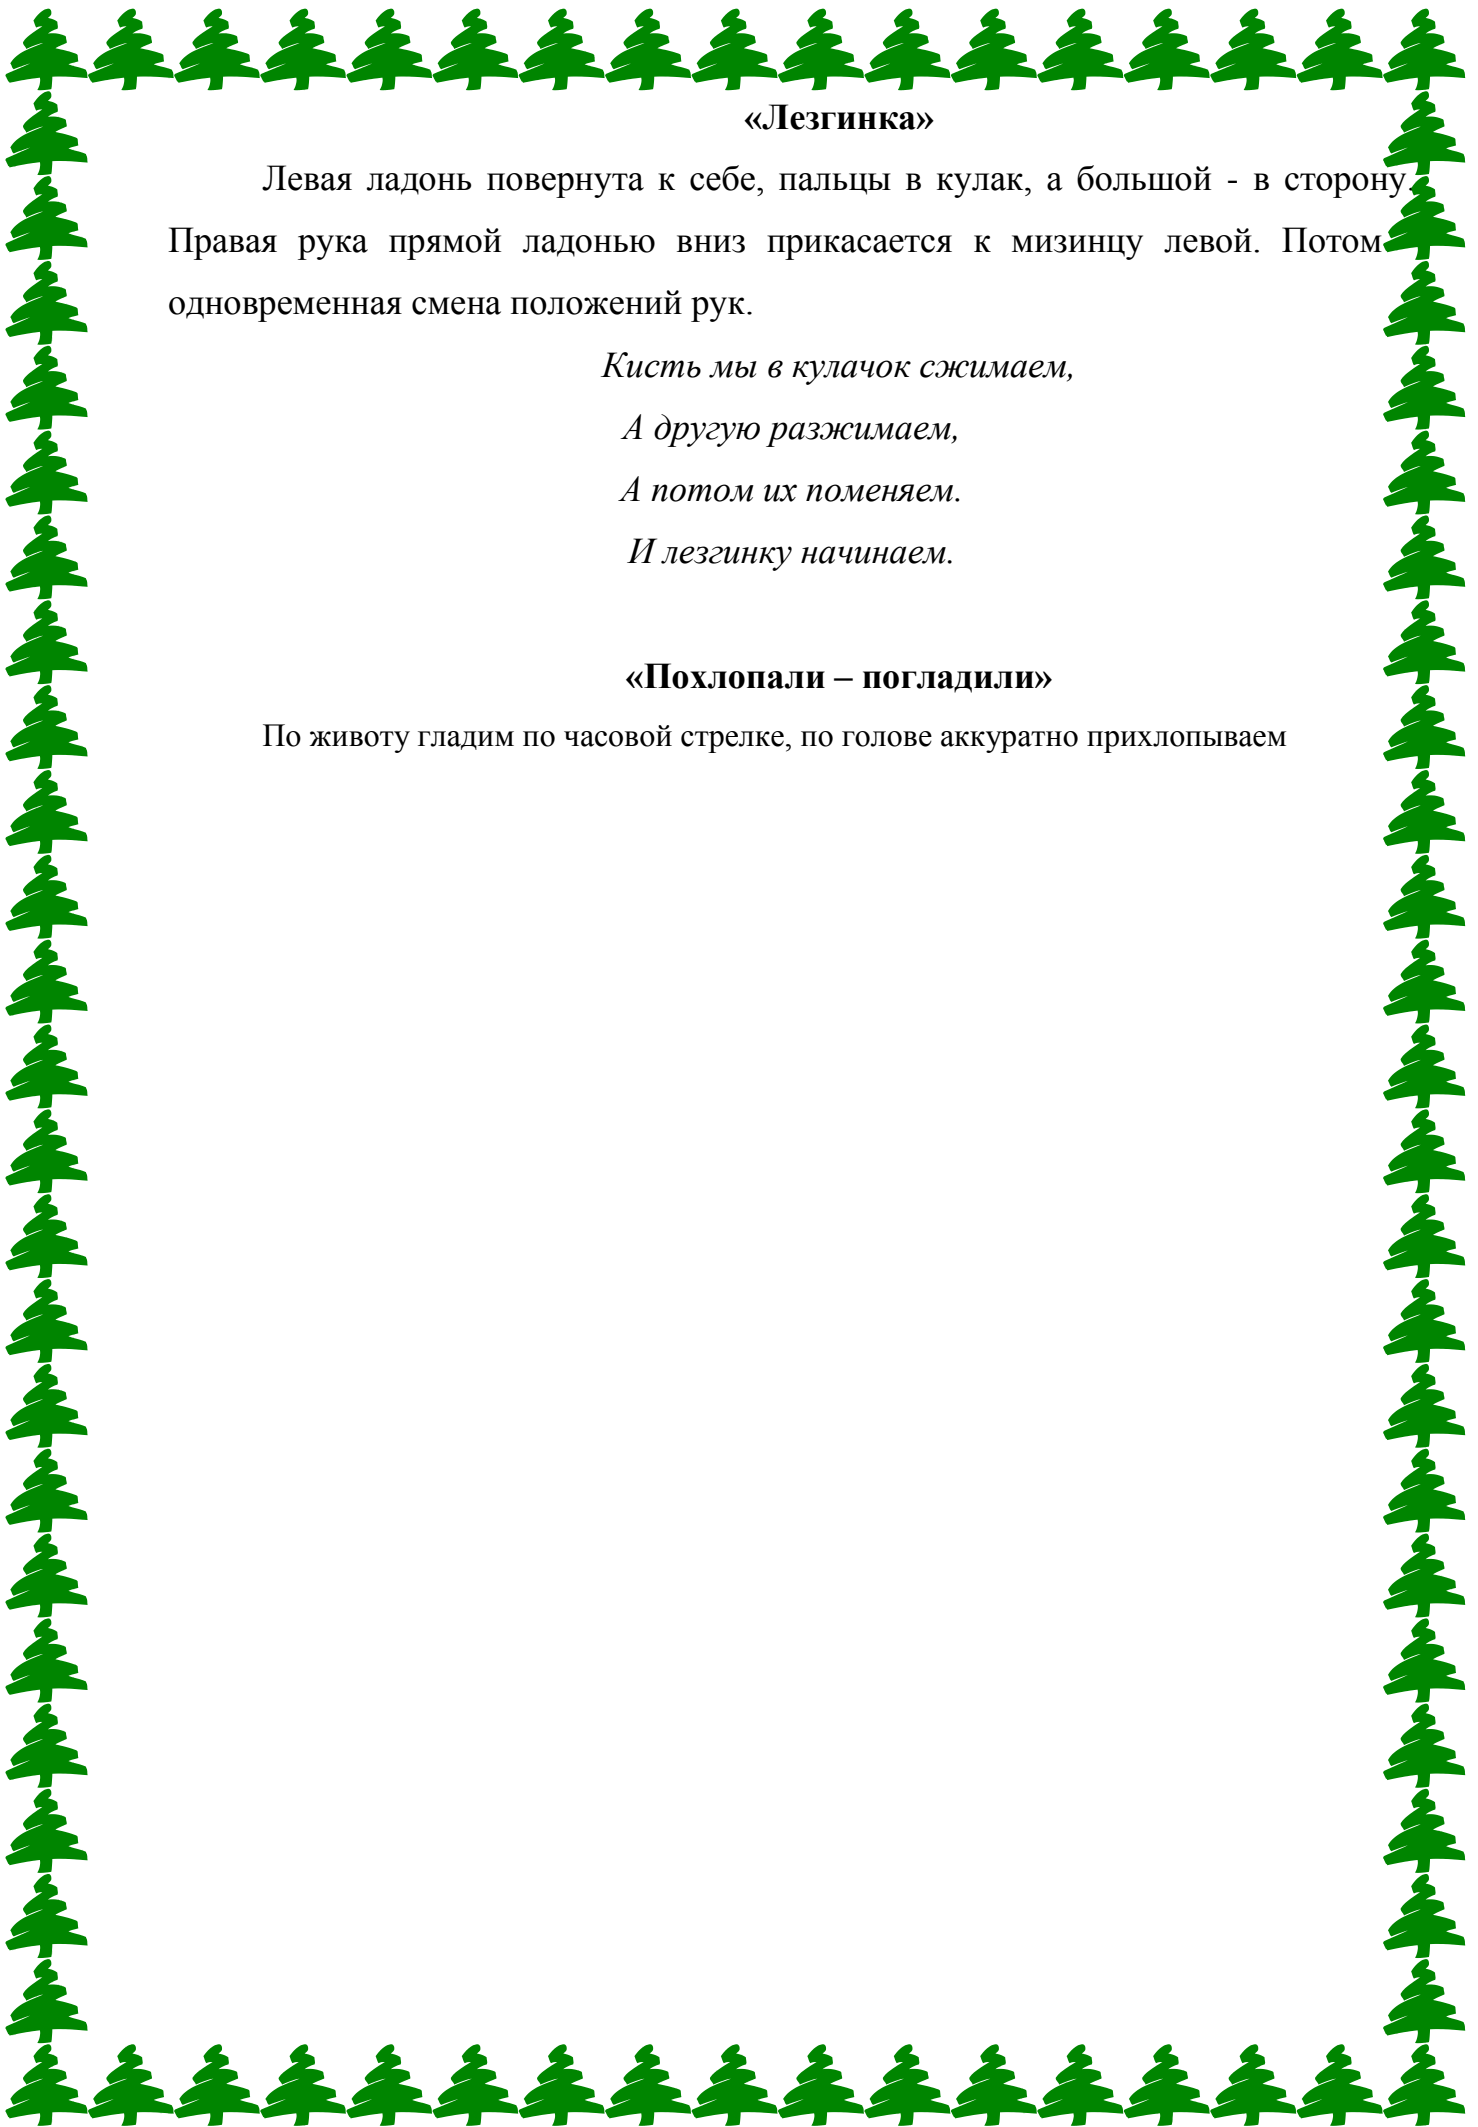 «Лезгинка»
Левая ладонь повернута к себе, пальцы в кулак, а большой - в сторону.
Правая рука прямой ладонью вниз прикасается к мизинцу левой. Потом
одновременная смена положений рук.
Кисть мы в кулачок сжимаем,
А другую разжимаем,
А потом их поменяем.
И лезгинку начинаем.
«Похлопали – погладили»
По животу гладим по часовой стрелке, по голове аккуратно прихлопываем